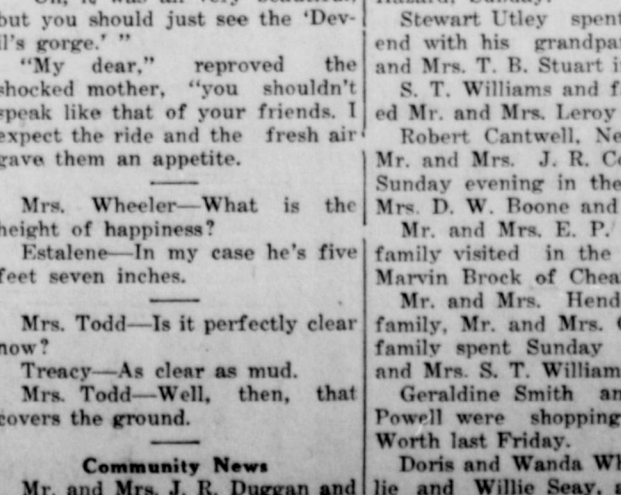 but you should just see the 'Dev-
il's gorge.' "
"My dear," reproved the
shocked mother, "you shouldn't
speak like that of your friends. I
expect the ride and the fresh air
gave them an appetite.
Mrs. Wheeler—What is the
height of happiness?
Estalene—In my case he's five
feet seven inches.
Mrs. Todd—Is it perfectly clear
now?
Treacy—As clear as mud.
Mrs. Todd—Well, then, that
covers the ground.
Community News
Mr. and Mrs. J. R. Duggan and
Sunday.
Stewart Utley spent
end with his grandpa
and Mrs. T. B. Stuart i
S. T. Williams and f
ed Mr. and Mrs. Leroy
Robert Cantwell, Ne
Mr. and Mrs. J. R. C
Sunday evening in the
Mrs. D. W. Boone and
Mr. and Mrs. E. P.
family visited in the
Marvin Brock of Chea
Mr. and Mrs. Hend
family, Mr. and Mrs.
family spent Sunday
and Mrs. S. T. William
Geraldine Smith an
Powell were shopping
Worth last Friday.
Doris and Wanda Wh
lie and Willie Seay,